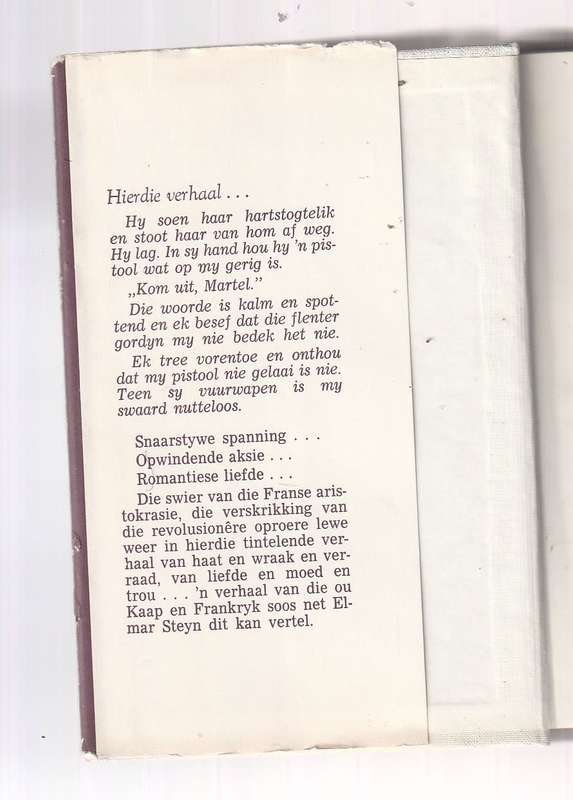 Hierdie verhaal . . .
Hy soen haar hartstogtelik
en stoot haar van hom af weg.
Hy lag. In sy hand hou hy 'n pis-
tool wat op my gerig is.
„Kom uit, Martel.”
Die woorde is kalm en spot-
tend en ek besef dat die flenter
gordyn my nie bedek het nie.
Ek tree vorentoe en onthou
dat my pistool nie gelaai is nie.
Teen sy vuurwapen is my
swaard nutteloos.
Snaarstywe spanning . . .
Opwindende aksie . . .
Romantiese liefde . . .
Die swier van die Franse aris-
tokrasie, die verskrikking van
die revolusionêre oproere lewe
weer in hierdie tintelende ver-
haal van haat en wraak en ver-
raad, van liefde en moed en
trou . . . 'n verhaal van die ou
Kaap en Frankryk soos net El-
mar Steyn dit kan vertel.